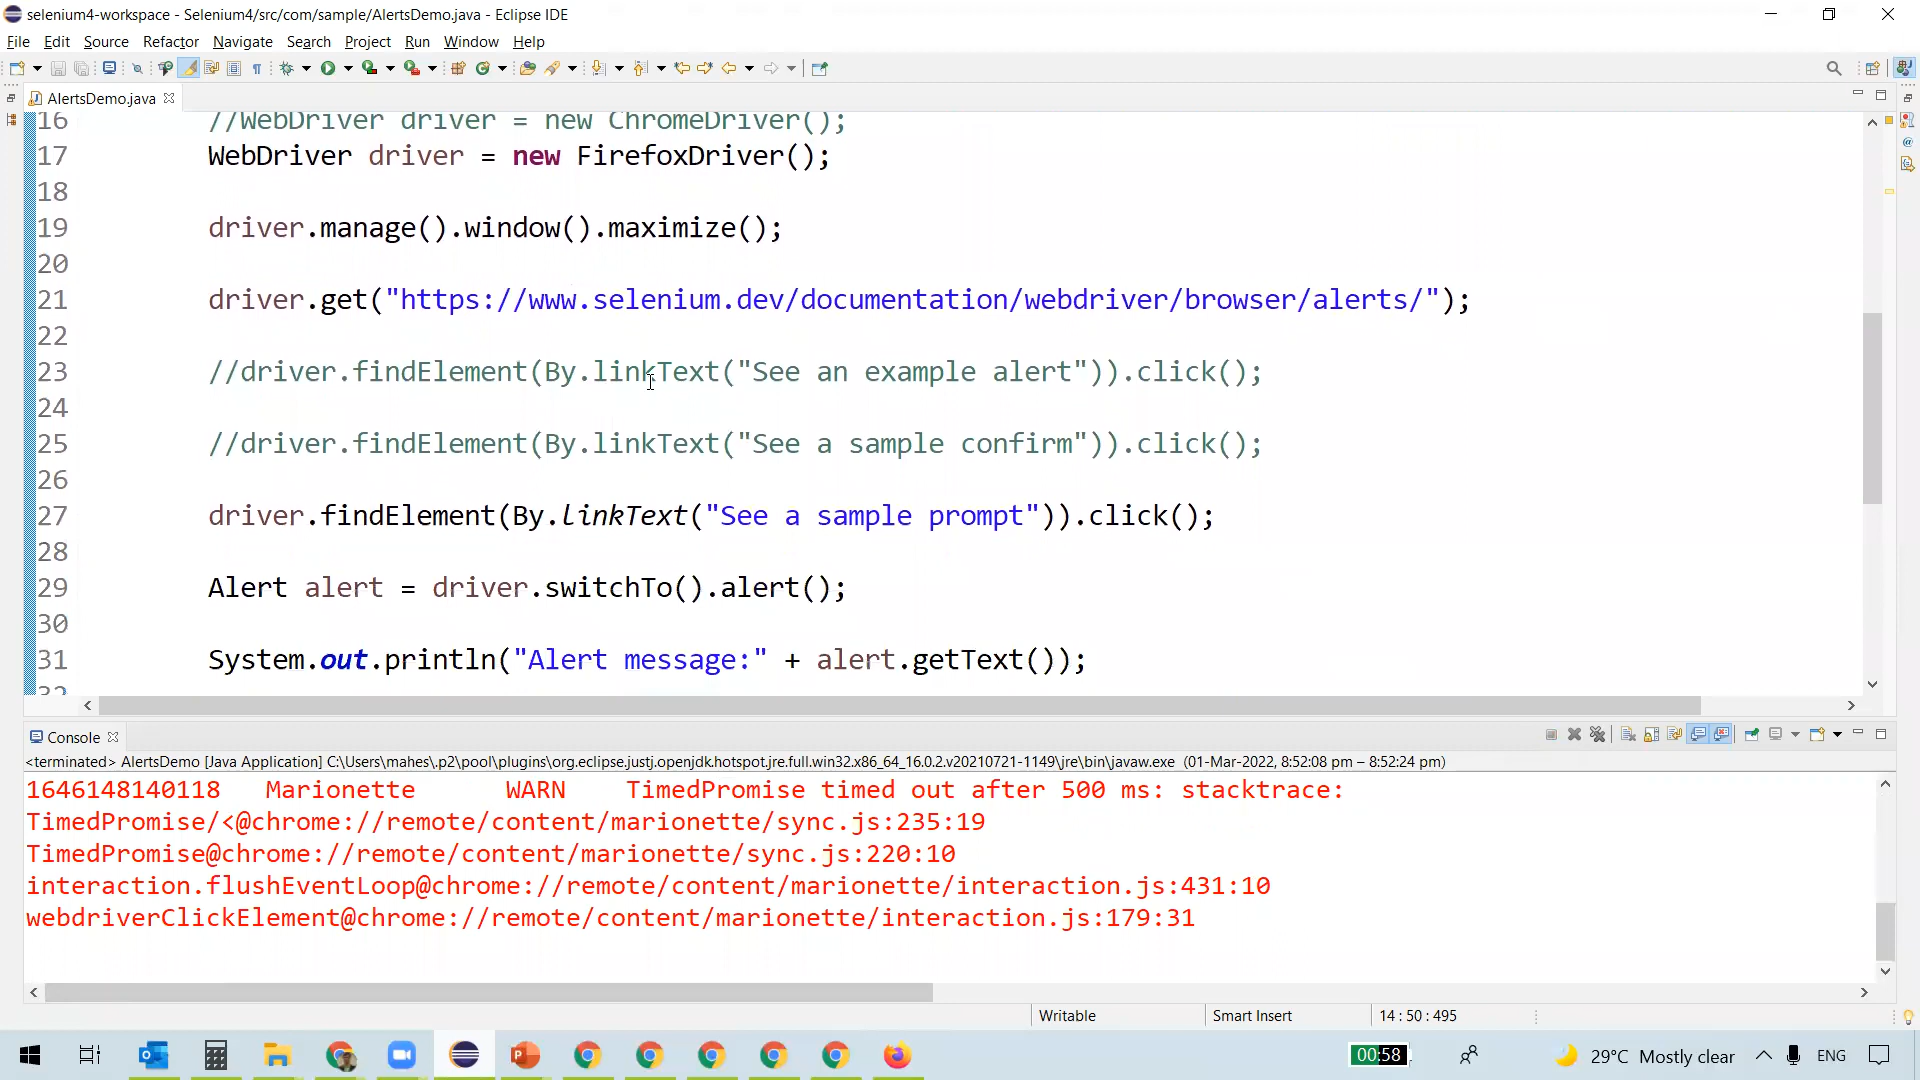 selenium4-workspace - Selenium4/src/com/sample/AlertsDemo.java - Eclipse IDE
File Edit Source Refactor Navigate Search Project Run Window Help
AlertsDemo.java
16 //WebDriver driver = new ChromeDriver();
17 WebDriver driver = new FirefoxDriver();
18
19 driver.manage().window().maximize();
20
21 driver.get("https://www.selenium.dev/documentation/webdriver/browser/alerts/");
22
23 //driver.findElement(By.linkText("See an example alert")).click();
24
25 //driver.findElement(By.linkText("See a sample confirm")).click();
26
27 driver.findElement(By.linkText("See a sample prompt")).click();
28
29 Alert alert = driver.switchTo().alert();
30
31 System.out.println("Alert message:" + alert.getText());
32
Console
<terminated> AlertsDemo [Java Application] C:\Users\mahes\.p2\pool\plugins\org.eclipse.justj.openjdk.hotspot.jre.full.win32.x86_64_16.0.2.v20210721-1149\jre\bin\javaw.exe (01-Mar-2022, 8:52:08 pm – 8:52:24 pm)
1646148140118 Marionette WARN TimedPromise timed out after 500 ms: stacktrace:
TimedPromise/<@chrome://remote/content/marionette/sync.js:235:19
TimedPromise@chrome://remote/content/marionette/sync.js:220:10
interaction.flushEventLoop@chrome://remote/content/marionette/interaction.js:431:10
webdriverClickElement@chrome://remote/content/marionette/interaction.js:179:31
Writable Smart Insert 14 : 50 : 495
00:58 29°C Mostly clear ENG